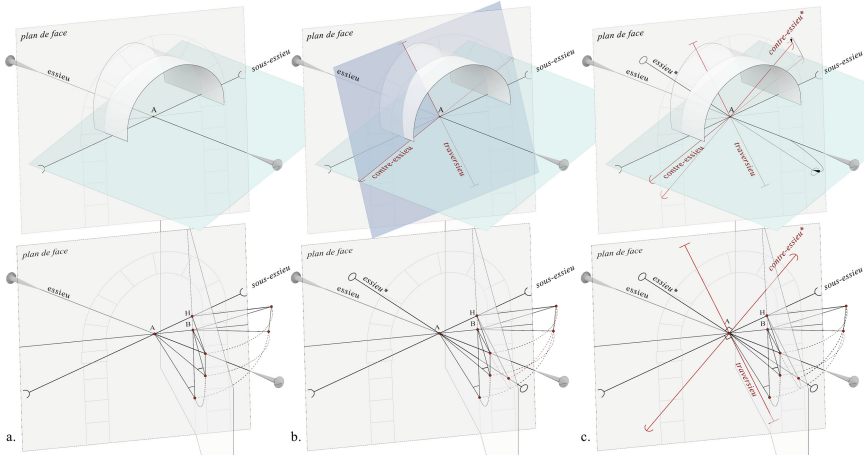 plan de face
essieu
sous-essieu
A
plan de face
essieu
sous-essieu
A
contre-essieu
traversieu
plan de face
essieu*
essieu
contre-essieu*
sous-essieu
A
contre-essieu
traversieu
plan de face
essieu
sous-essieu
A
H
B
a.
plan de face
essieu*
essieu
sous-essieu
A
H
B
b.
plan de face
essieu*
essieu
contre-essieu*
sous-essieu
A
H
B
traversieu
c.